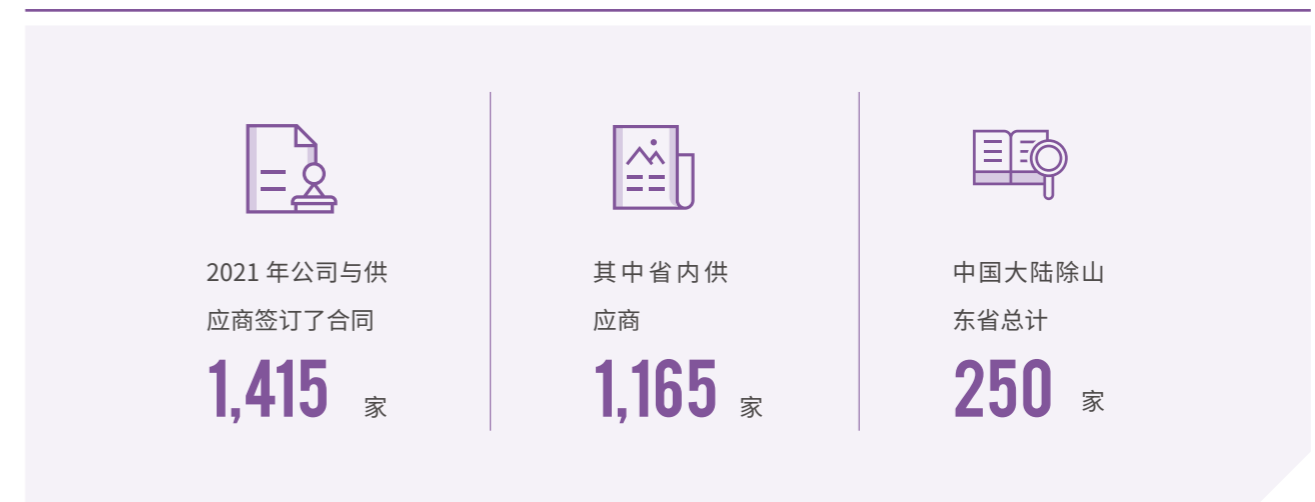 2021 年公司与供
应商签订了合同
1,415 家
其中省内供
应商
1,165 家
中国大陆除山
东省总计
250 家